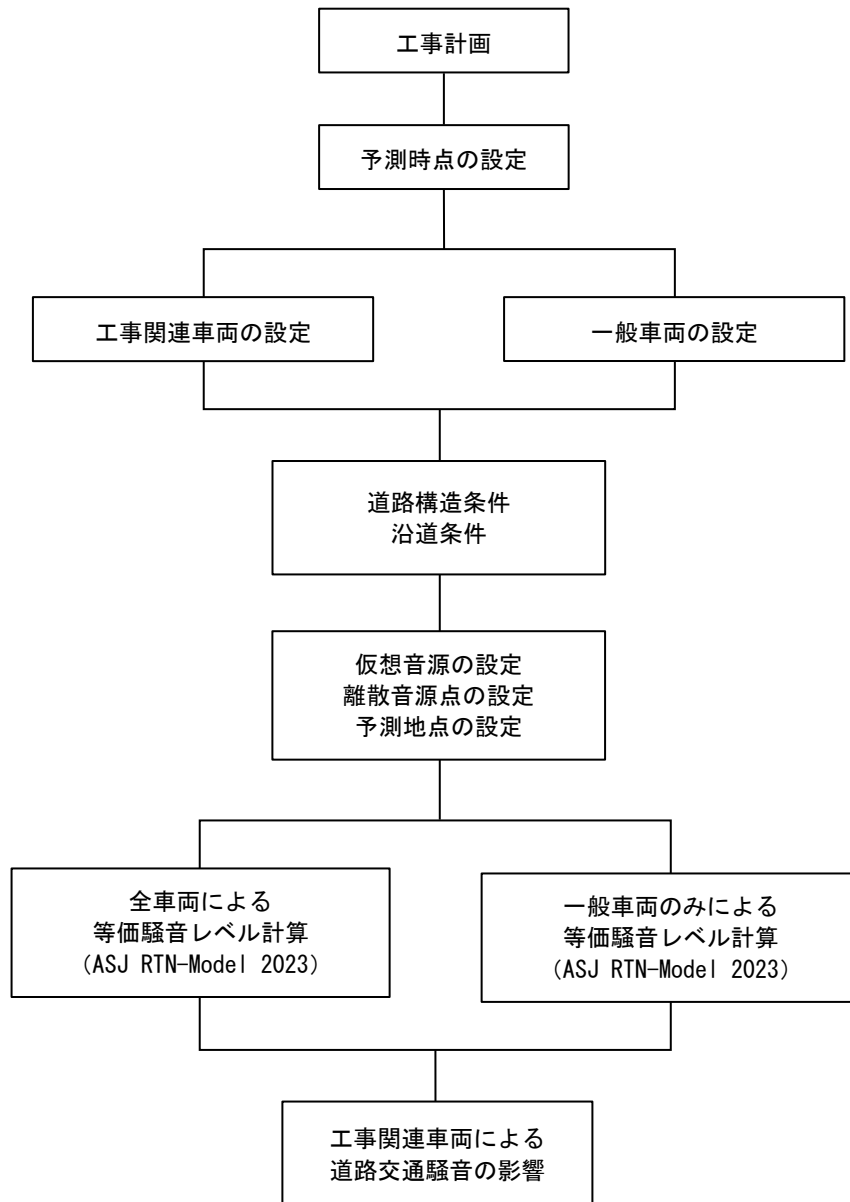 工事計画
予測時点の設定
工事関連車両の設定
一般車両の設定
道路構造条件
沿道条件
仮想音源の設定
離散音源点の設定
予測地点の設定
全車両による
等価騒音レベル計算
（ASJ RTN-Model 2023）
一般車両のみによる
等価騒音レベル計算
（ASJ RTN-Model 2023）
工事関連車両による
道路交通騒音の影響